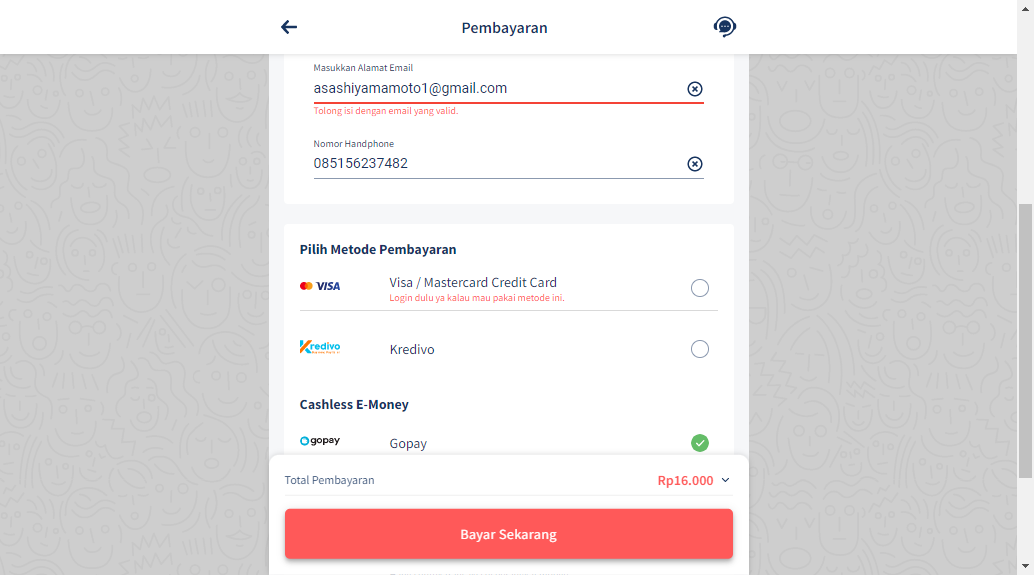 Pembayaran
Masukkan Alamat Email
asashiyamamoto1@gmail.com
Tolong isi dengan email yang valid.
Nomor Handphone
085156237482
Pilih Metode Pembayaran
VISA
Visa / Mastercard Credit Card
Login dulu ya kalau mau pakai metode ini.
Kredivo
Kredivo
Cashless E-Money
gopay
Gopay
Total Pembayaran
Rp16.000
Bayar Sekarang